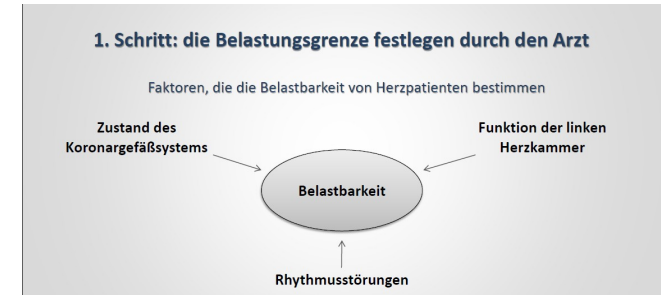 1. Schritt: die Belastungsgrenze festlegen durch den Arzt
Faktoren, die die Belastbarkeit von Herzpatienten bestimmen
Zustand des
Koronargefäßsystems
Funktion der linken
Herzkammer
Belastbarkeit
Rhythmusstörungen